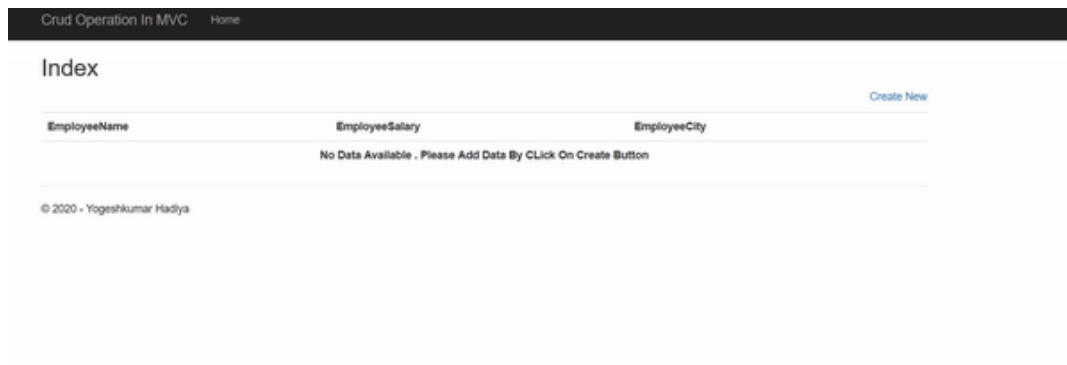 Crud Operation In MVC Home
Index
Create New
EmployeeName EmployeeSalary EmployeeCity
No Data Available . Please Add Data By CLick On Create Button
© 2020 - Yogeshkumar Hadiya